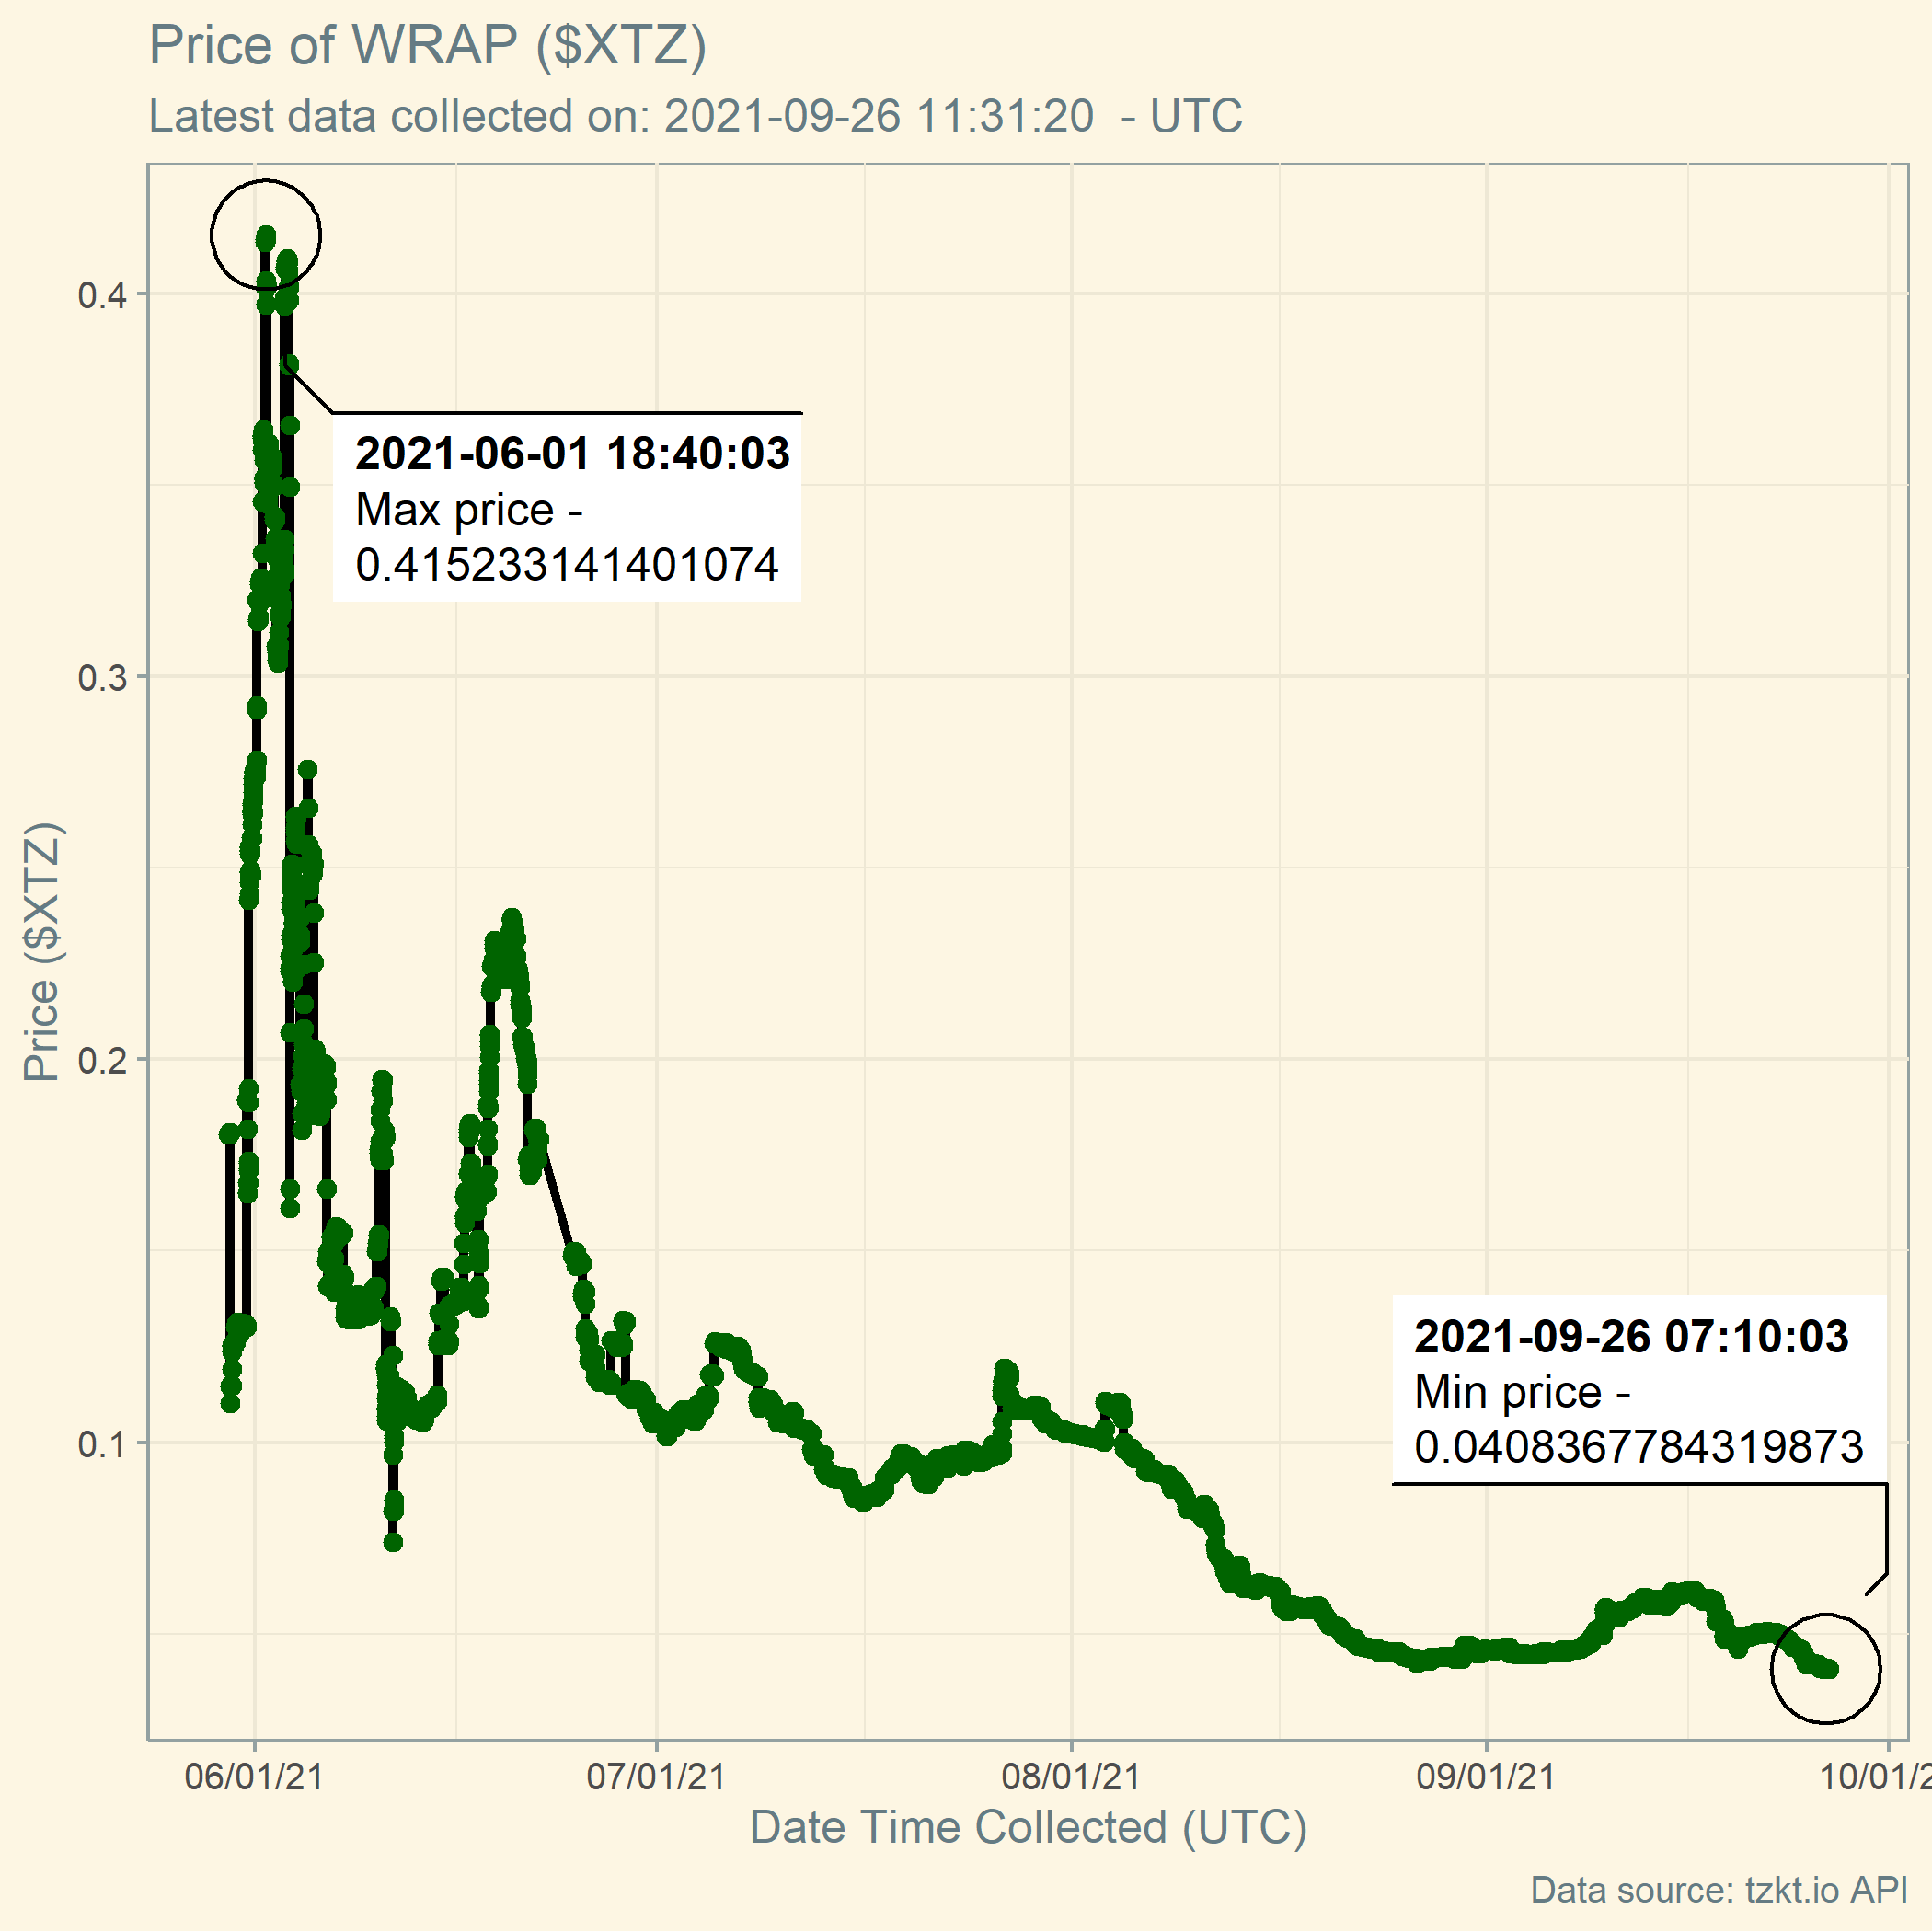 Price of WRAP ($XTZ)
Latest data collected on: 2021-09-26 11:31:20  - UTC
0.4
0.3
0.2
0.1
Price ($XTZ)
2021-06-01 18:40:03
Max price -
0.415233141401074
2021-09-26 07:10:03
Min price -
0.0408367784319873
06/01/21
07/01/21
08/01/21
09/01/21
10/01/2
Date Time Collected (UTC)
Data source: tzkt.io API